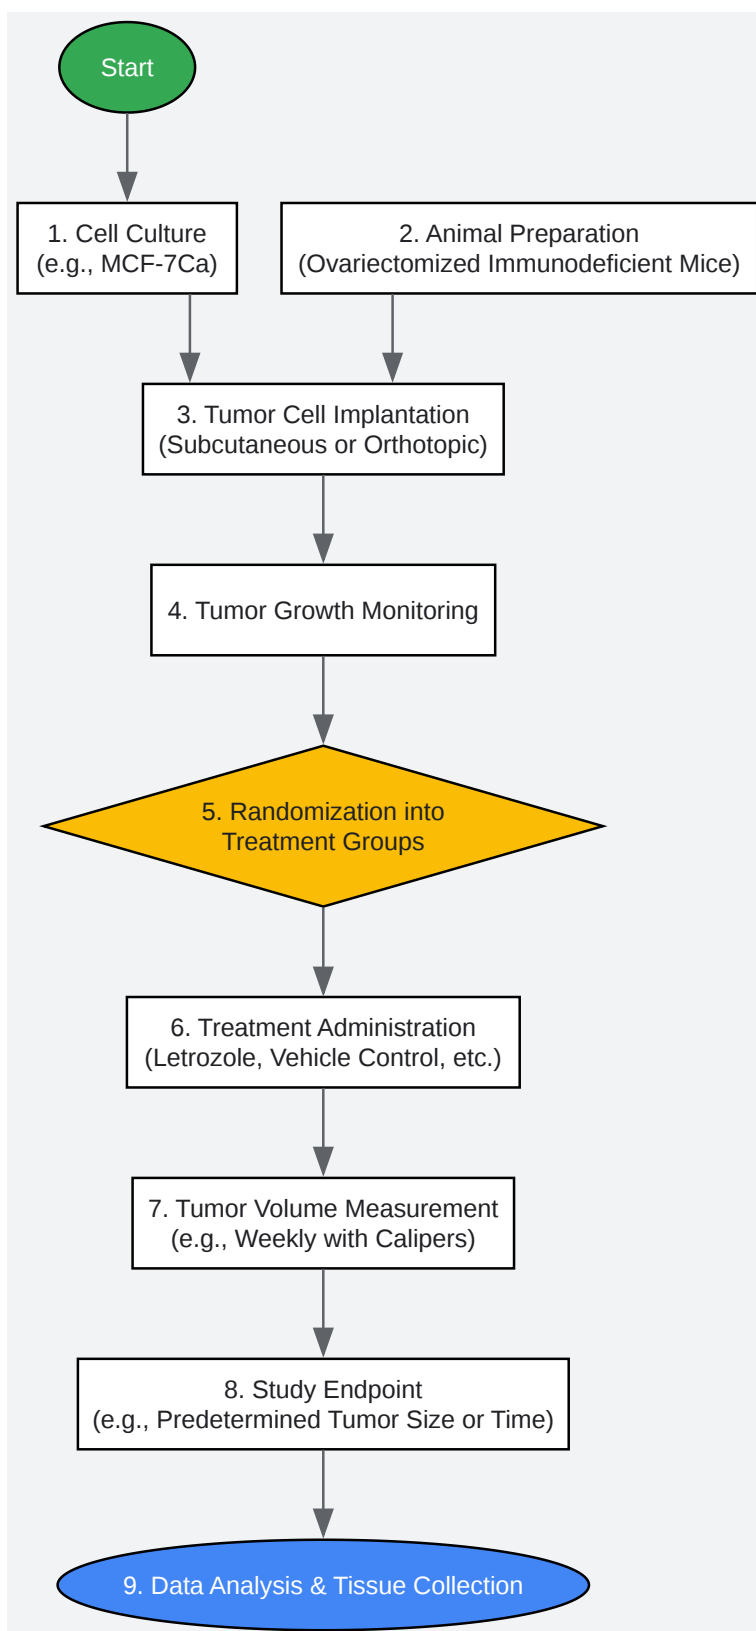 Start
1. Cell Culture
(e.g., MCF-7Ca)
2. Animal Preparation
(Ovariectomized Immunodeficient Mice)
3. Tumor Cell Implantation
(Subcutaneous or Orthotopic)
4. Tumor Growth Monitoring
5. Randomization into
Treatment Groups
6. Treatment Administration
(Letrozole, Vehicle Control, etc.)
7. Tumor Volume Measurement
(e.g., Weekly with Calipers)
8. Study Endpoint
(e.g., Predetermined Tumor Size or Time)
9. Data Analysis & Tissue Collection